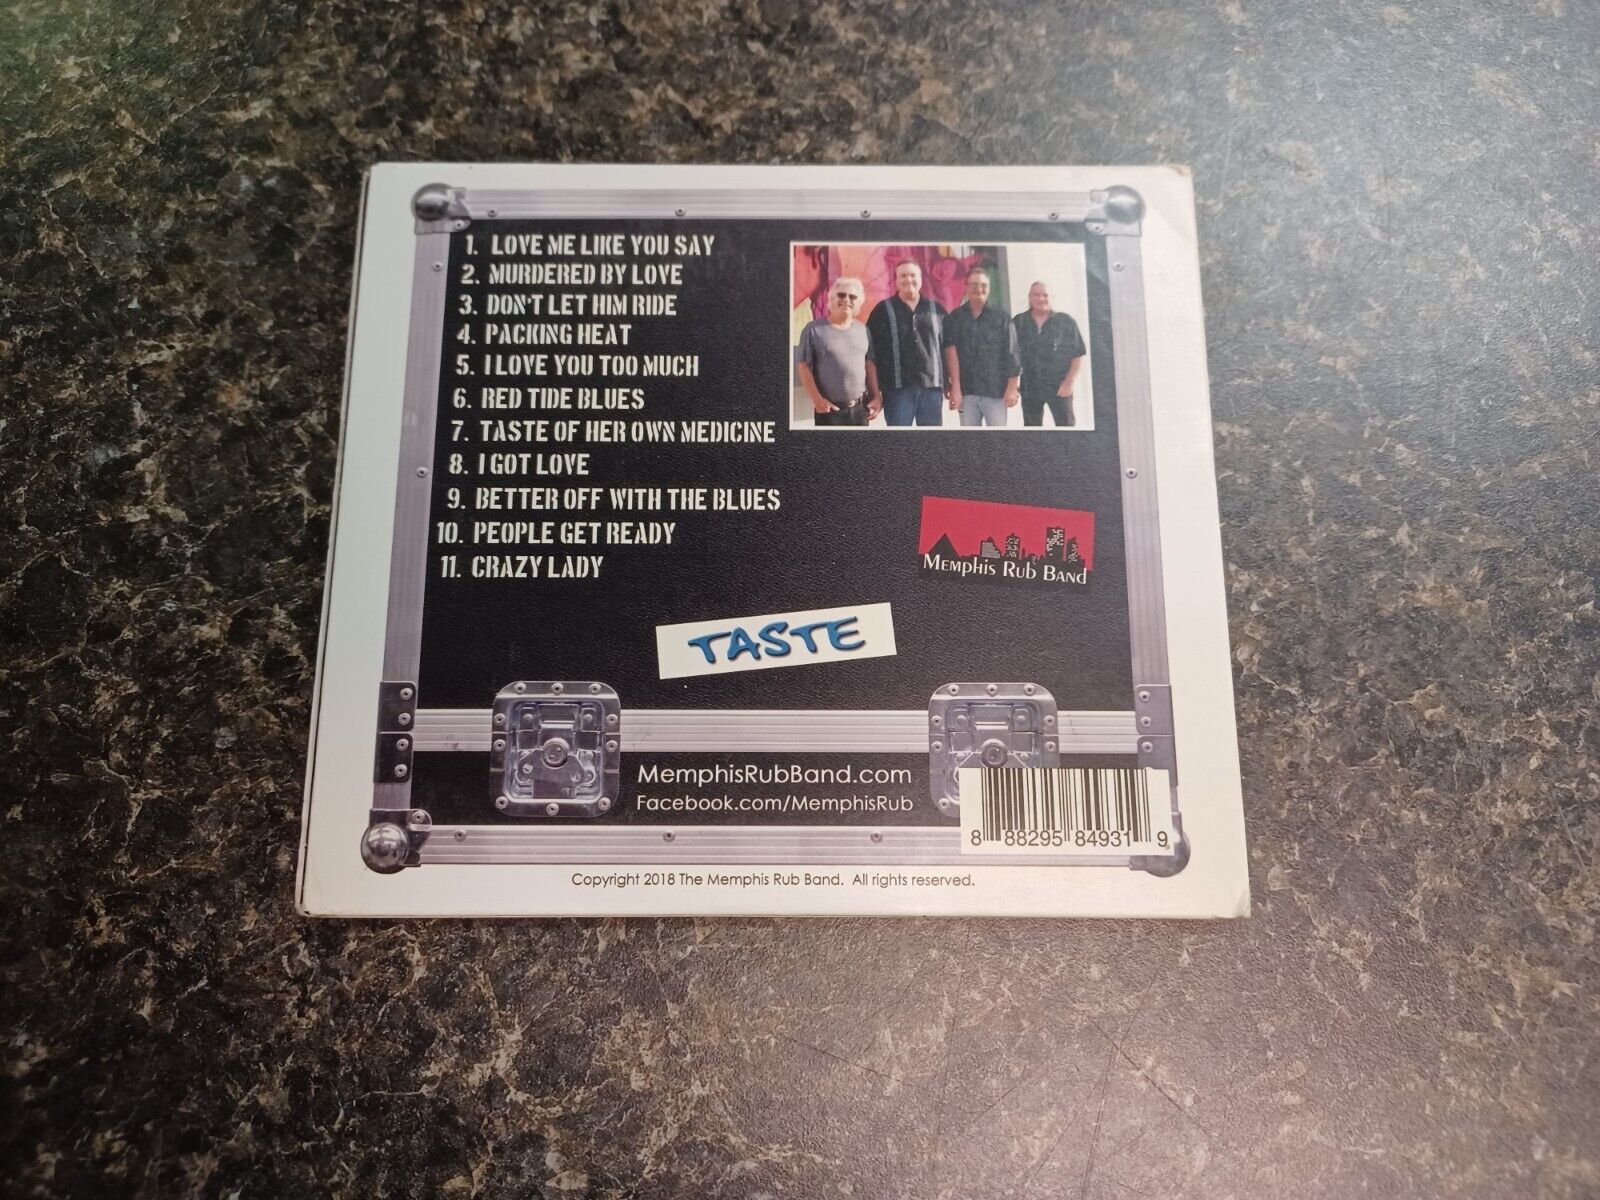 1. LOVE ME LIKE YOU SAY
2. MURDERED BY LOVE
3. DON'T LET HIM RIDE
4. PACKING HEAT
5. I LOVE YOU TOO MUCH
6. RED TIDE BLUES
7. TASTE OF HER OWN MEDICINE
8. I GOT LOVE
9. BETTER OFF WITH THE BLUES
10. PEOPLE GET READY
11. CRAZY LADY
MEMPHIS RUB BAND
TASTE
MemphisRubBand.com
Facebook.com/MemphisRub
8 88295 84931 9
Copyright 2018 The Memphis Rub Band. All rights reserved.